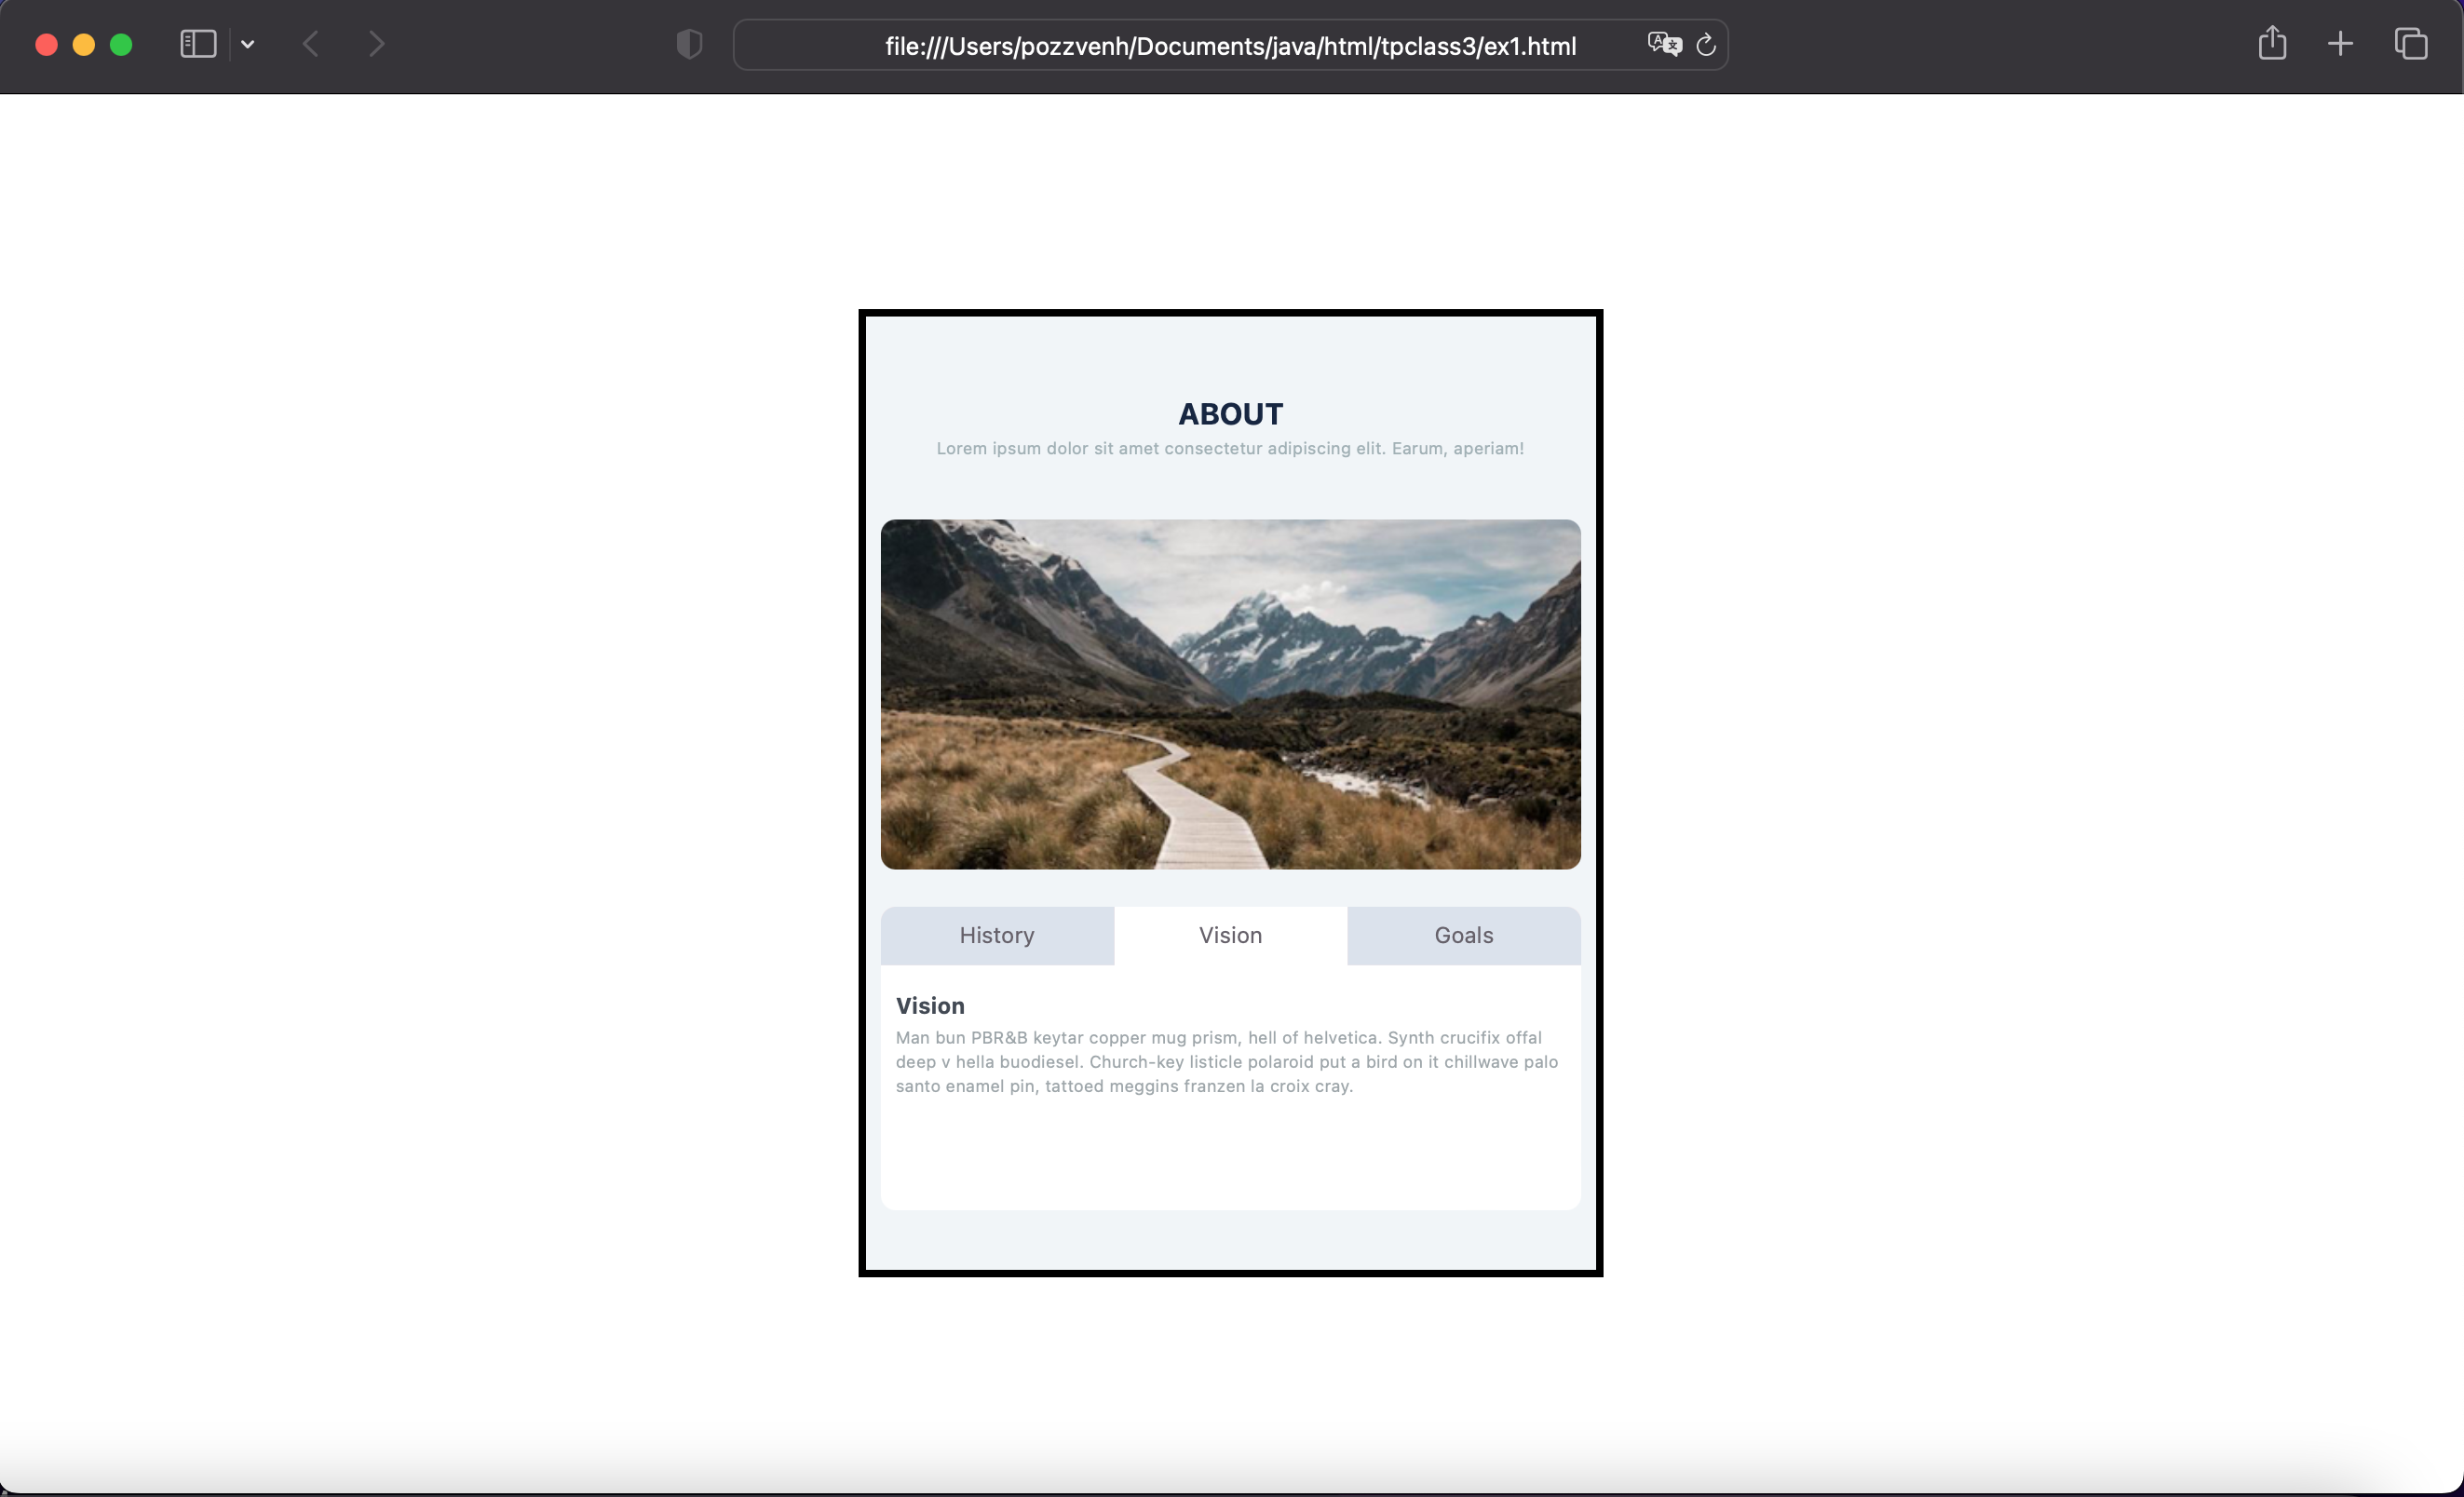 file:///Users/pozzvenh/Documents/java/html/tpclass3/ex1.html
ABOUT
Lorem ipsum dolor sit amet consectetur adipiscing elit. Earum, aperiam!
History Vision Goals
Vision
Man bun PBR&B keytar copper mug prism, hell of helvetica. Synth crucifix offal
deep v hella buodiesel. Church-key listicle polaroid put a bird on it chillwave palo
santo enamel pin, tattoed meggins franzen la croix cray.